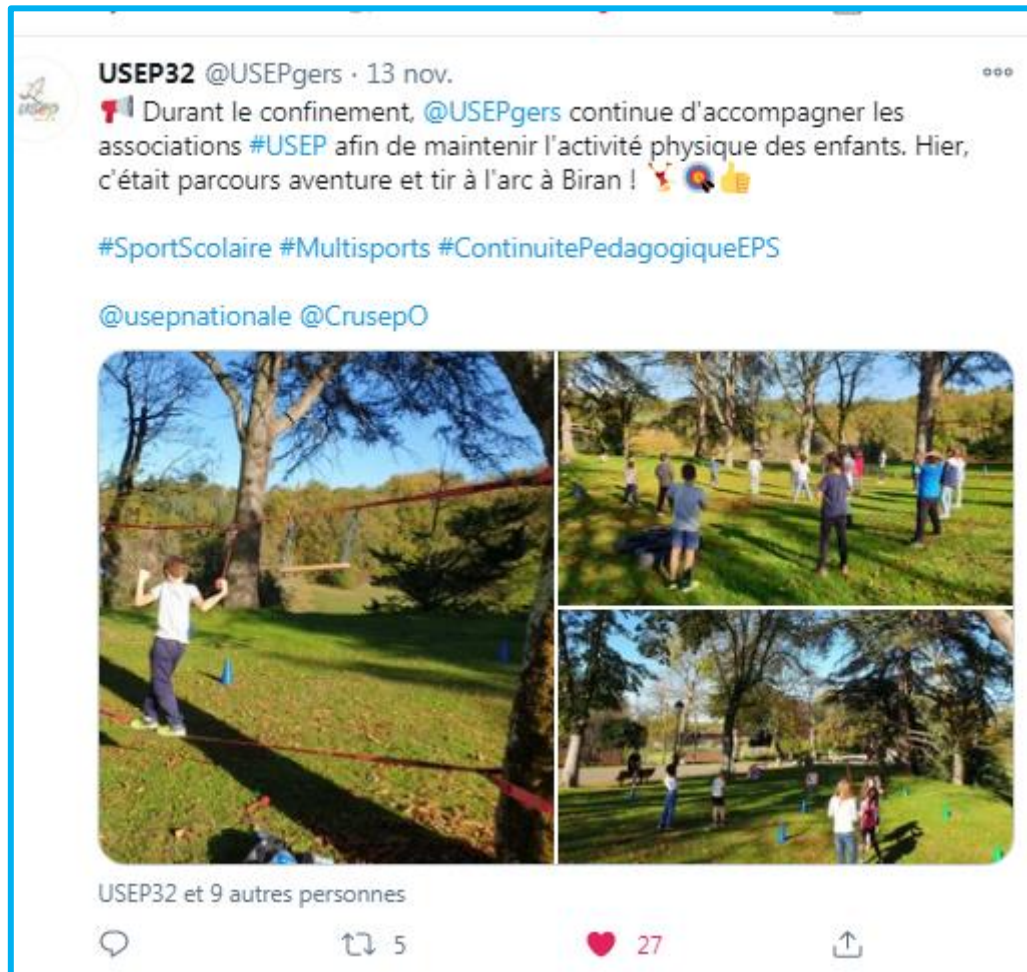 USEP32 @USEPgers · 13 nov.
Durant le confinement, @USEPgers continue d'accompagner les
associations #USEP afin de maintenir l'activité physique des enfants. Hier,
c'était parcours aventure et tir à l'arc à Biran !
#SportScolaire #Multisports #ContinuitePedagogiqueEPS
@usepnationale @CrusepO
USEP32 et 9 autres personnes
5 27